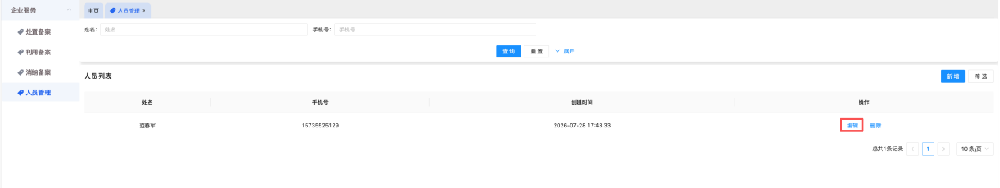 企业服务
主页
人员管理 ×
处置备案
利用备案
消纳备案
人员管理
姓名: 姓名
手机号: 手机号
查 询
重 置
展开
人员列表
新 增
筛 选
姓名 手机号 创建时间 操作
范春军 15735525129 2026-07-28 17:43:33 编辑 删除
总共1条记录 < 1 > 10 条/页